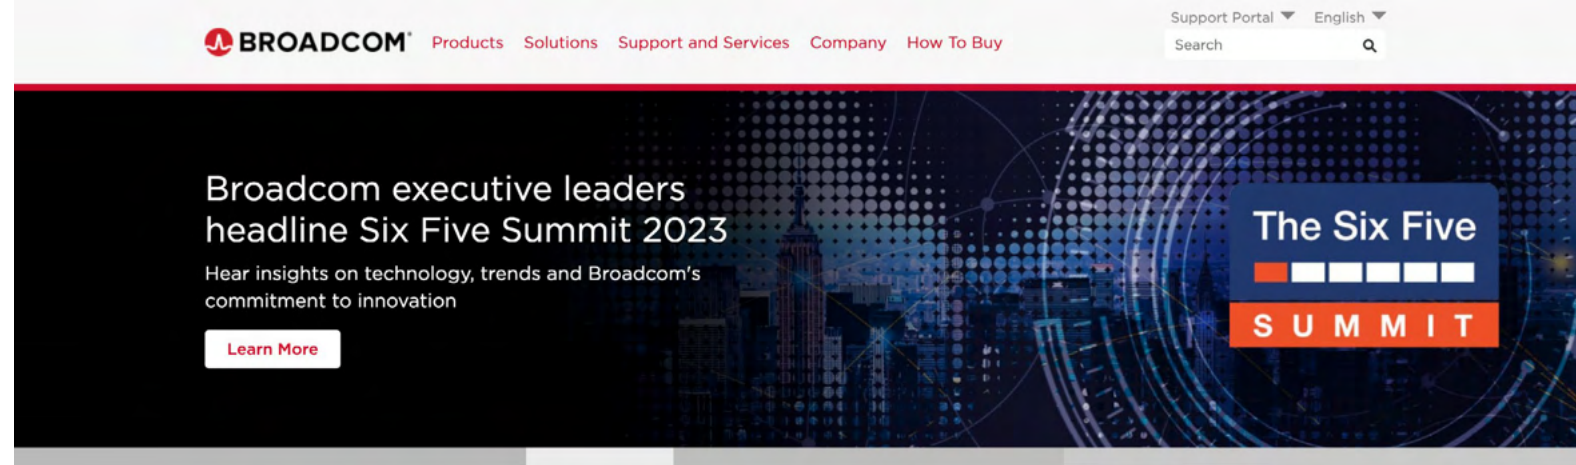 Support Portal English
BROADCOM Products Solutions Support and Services Company How To Buy
Search
Broadcom executive leaders
headline Six Five Summit 2023
Hear insights on technology, trends and Broadcom's
commitment to innovation
Learn More
The Six Five
SUMMIT